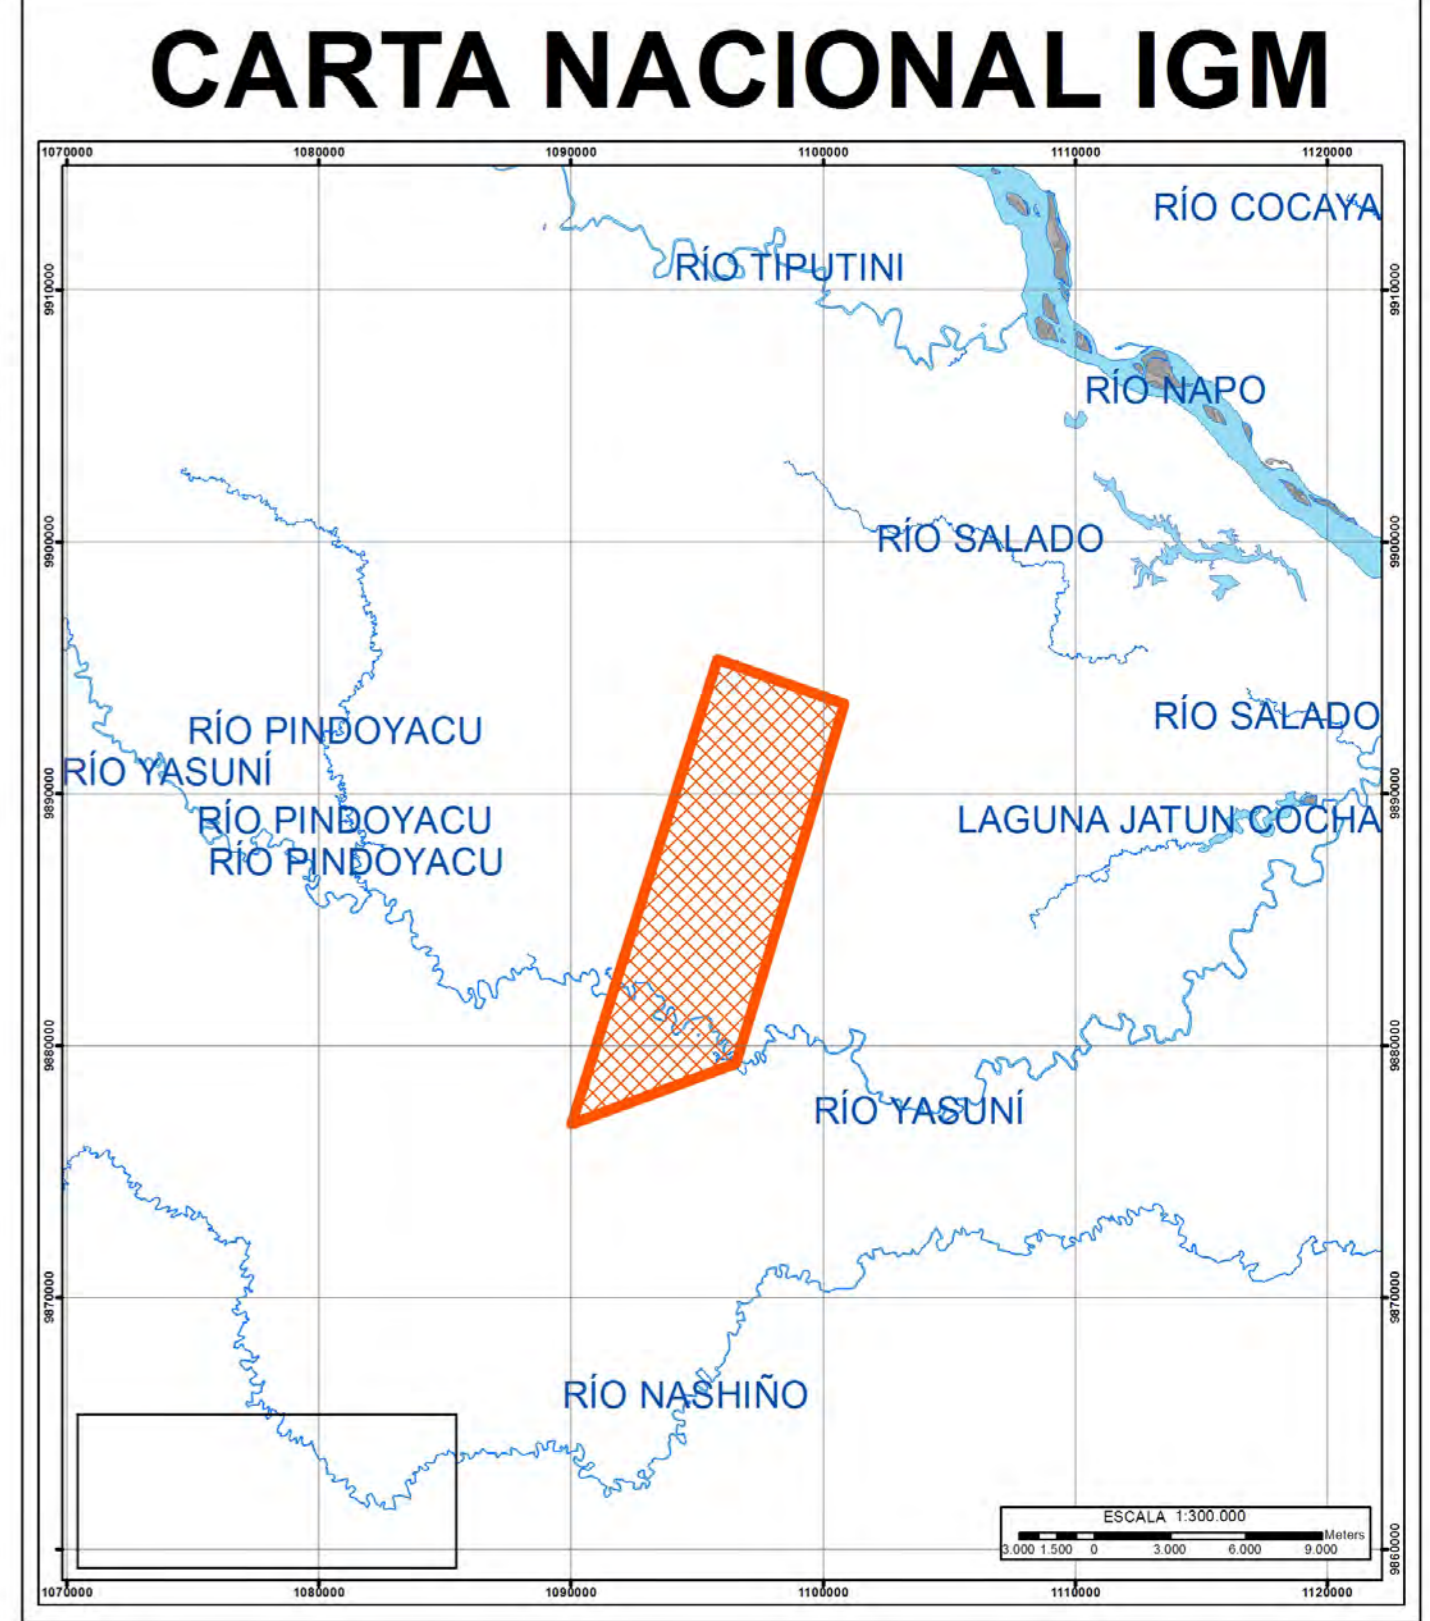 CARTA NACIONAL IGM
1070000 1080000 1090000 1100000 1110000 1120000
RÍO COCAYA
RÍO TIPUTINI
9910000 9910000
RÍO NAPO
RÍO SALADO
9900000 9900000
RÍO SALADO
RÍO PINDOYACU
RÍO YASUNÍ
9890000 9890000
RÍO PINDOYACU
LAGUNA JATUN COCHA
RÍO PINDOYACU
9880000 9880000
RÍO YASUNÍ
9870000 9870000
RÍO NASHIÑO
ESCALA 1:300.000
Meters
3.000 1.500 0 3.000 6.000 9.000
9860000
1070000 1080000 1090000 1100000 1110000 1120000